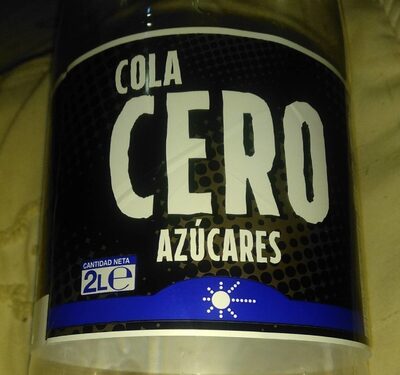 COLA
CERO
AZÚCARES
CANTIDAD NETA
2L℮